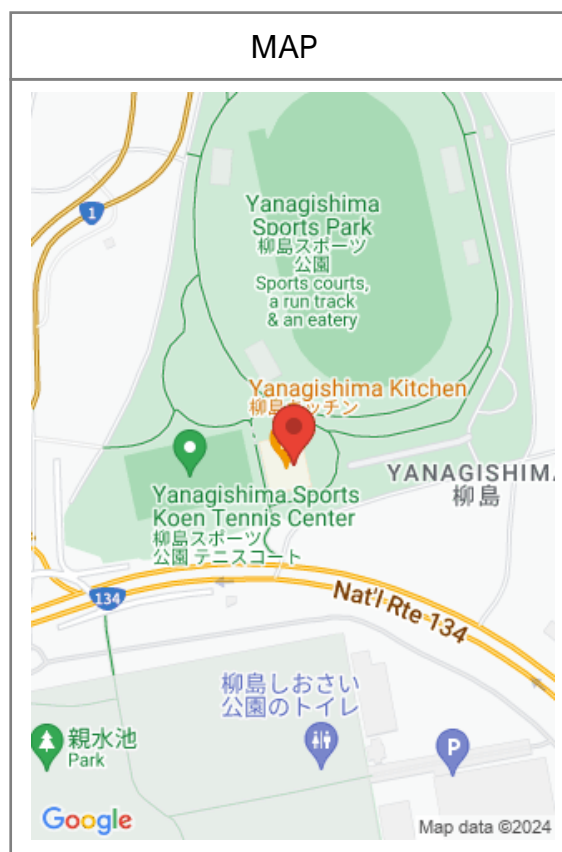 MAP
1
Yanagishima
Sports Park
柳島スポーツ
公園
Sports courts,
a run track
& an eatery
Yanagishima Kitchen
柳島キッチン
YANAGISHIMA
柳島
Yanagishima Sports
Koen Tennis Center
柳島スポーツ
公園 テニスコート
134
Nat'l Rte 134
柳島しおさい
公園のトイレ
親水池
Park
P
Google
Map data ©2024